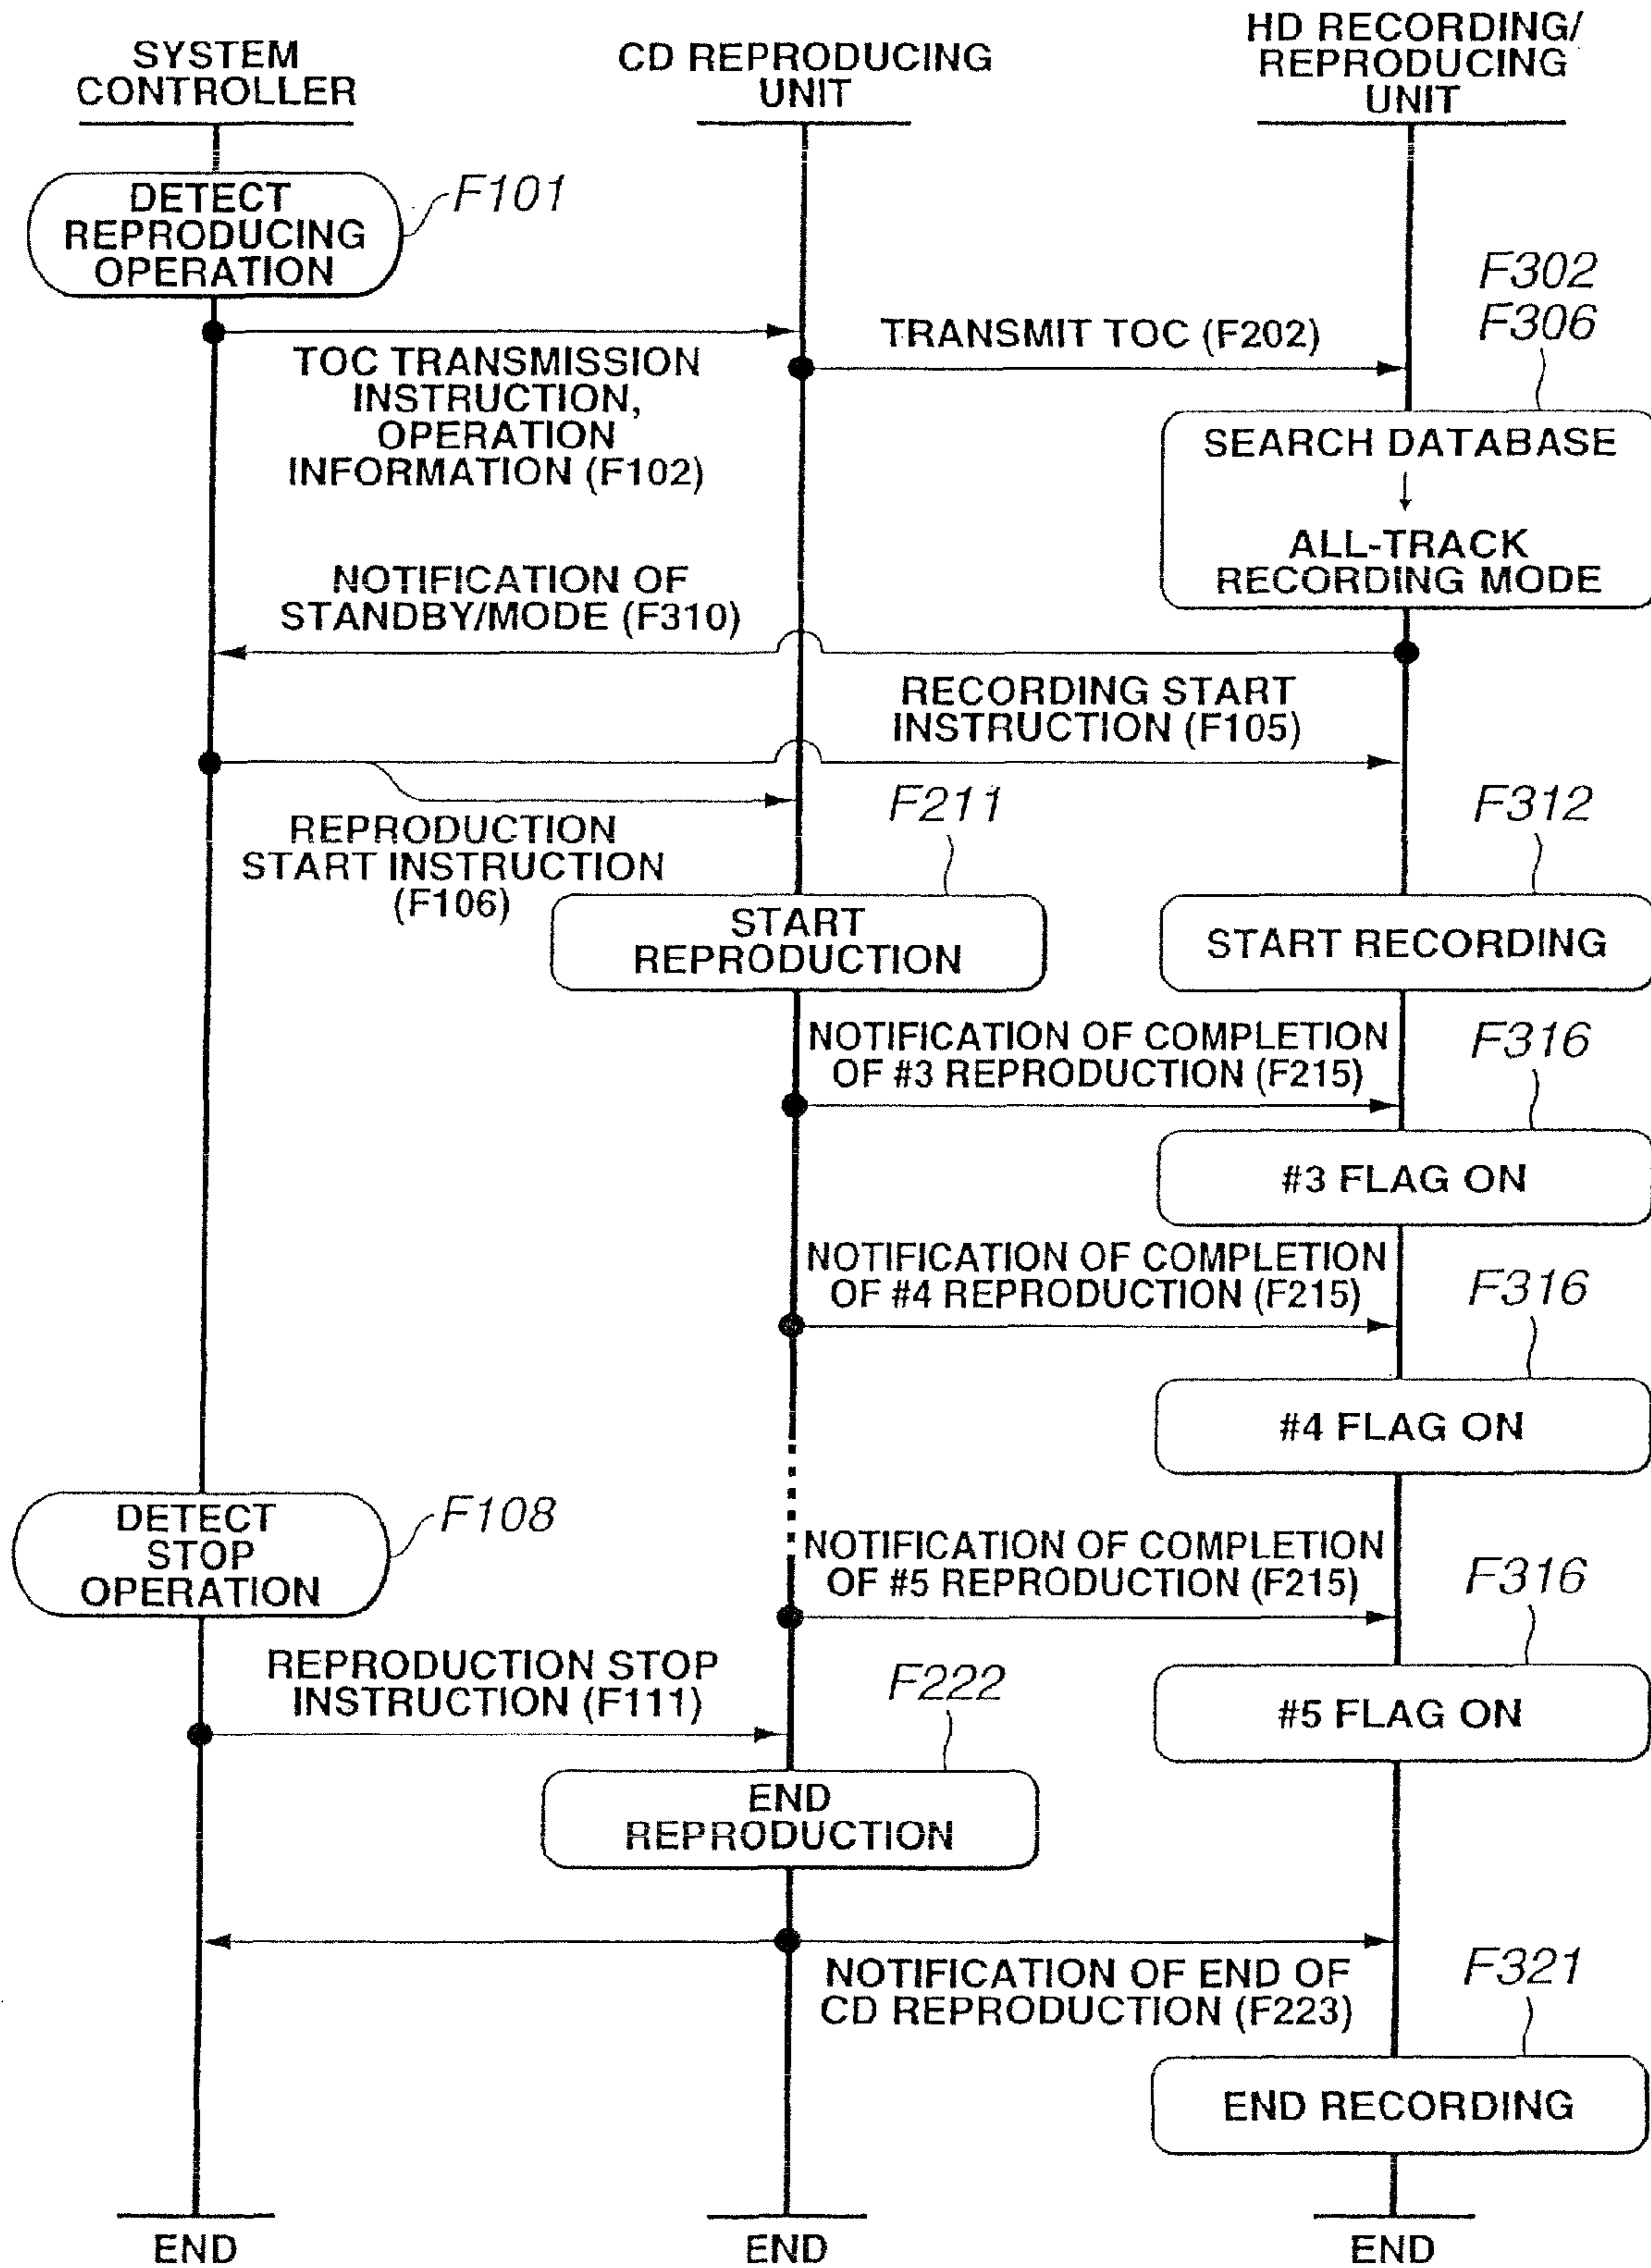 SYSTEM
CONTROLLER
CD REPRODUCING
UNIT
HD RECORDING/
REPRODUCING
UNIT
DETECT
REPRODUCING
OPERATION
F101
TOC TRANSMISSION
INSTRUCTION,
OPERATION
INFORMATION (F102)
TRANSMIT TOC (F202)
F302
F306
SEARCH DATABASE
ALL-TRACK
RECORDING MODE
NOTIFICATION OF
STANDBY/MODE (F310)
RECORDING START
INSTRUCTION (F105)
REPRODUCTION
START INSTRUCTION
(F106)
F211
START
REPRODUCTION
F312
START RECORDING
NOTIFICATION OF COMPLETION
OF #3 REPRODUCTION (F215)
F316
#3 FLAG ON
NOTIFICATION OF COMPLETION
OF #4 REPRODUCTION (F215)
F316
#4 FLAG ON
DETECT
STOP
OPERATION
F108
NOTIFICATION OF COMPLETION
OF #5 REPRODUCTION (F215)
F316
#5 FLAG ON
REPRODUCTION STOP
INSTRUCTION (F111)
F222
END
REPRODUCTION
NOTIFICATION OF END OF
CD REPRODUCTION (F223)
F321
END RECORDING
END
END
END